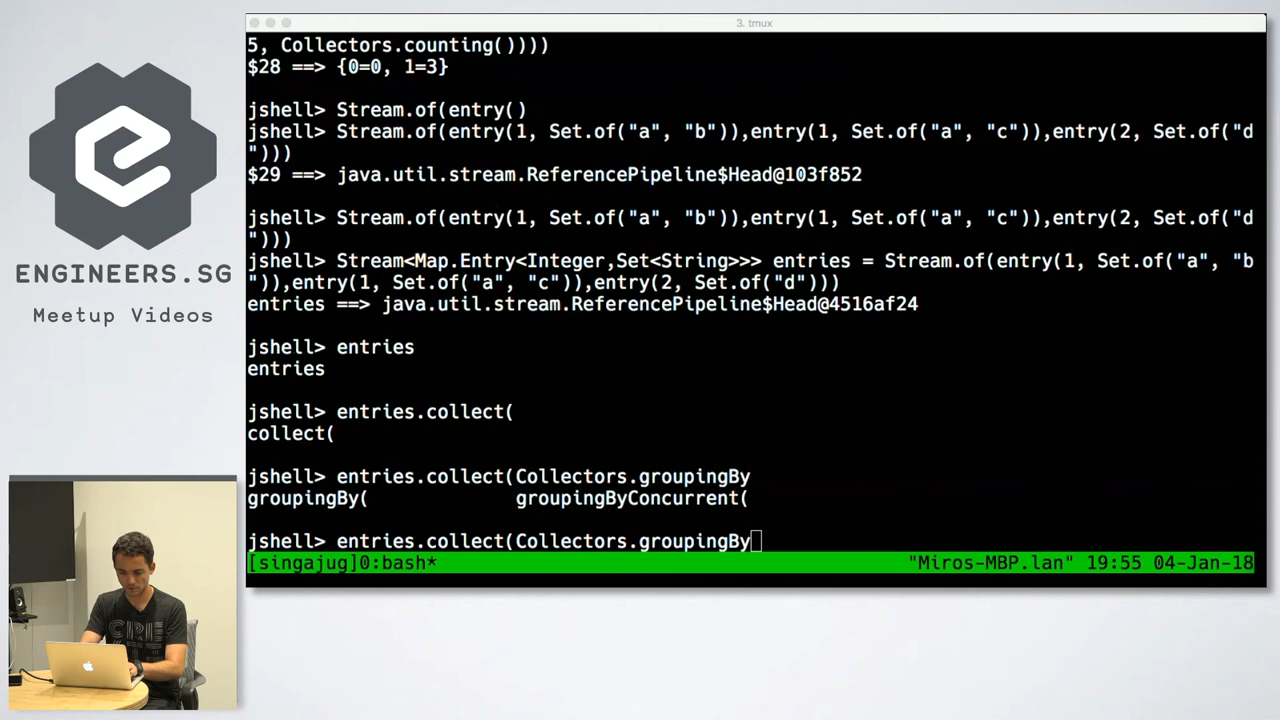 3. tmux
5, Collectors.counting())))
$28 ==> {0=0, 1=3}
jshell> Stream.of(entry()
jshell> Stream.of(entry(1, Set.of("a", "b")),entry(1, Set.of("a", "c")),entry(2, Set.of("d
")))
$29 ==> java.util.stream.ReferencePipeline$Head@103f852
jshell> Stream.of(entry(1, Set.of("a", "b")),entry(1, Set.of("a", "c")),entry(2, Set.of("d
")))
jshell> Stream<Map.Entry<Integer,Set<String>>> entries = Stream.of(entry(1, Set.of("a", "b
")),entry(1, Set.of("a", "c")),entry(2, Set.of("d")))
entries ==> java.util.stream.ReferencePipeline$Head@4516af24
jshell> entries
entries
jshell> entries.collect(
collect(
jshell> entries.collect(Collectors.groupingBy
groupingBy( groupingByConcurrent(
jshell> entries.collect(Collectors.groupingBy
[singajug]0:bash* "Miros-MBP.lan" 19:55 04-Jan-18
ENGINEERS.SG
Meetup Videos